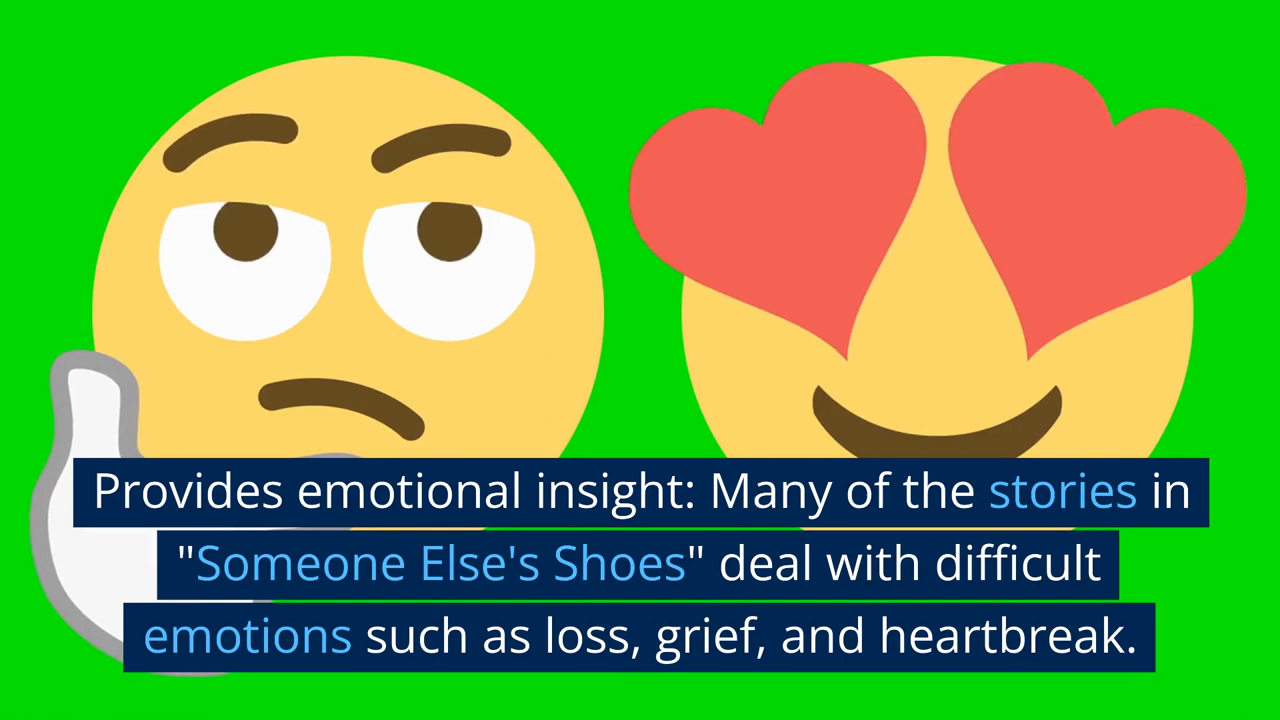 Provides emotional insight: Many of the stories in
"Someone Else's Shoes" deal with difficult
emotions such as loss, grief, and heartbreak.